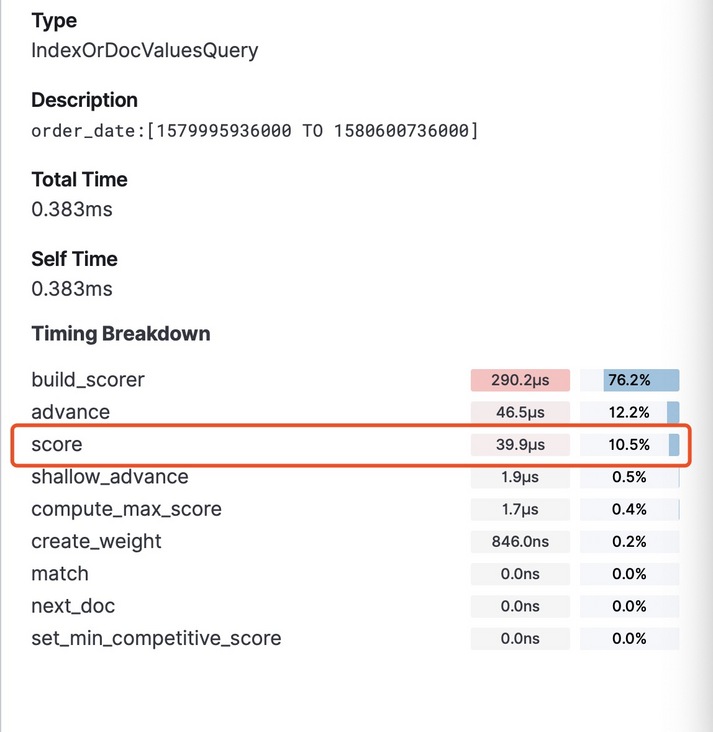 Type
IndexOrDocValuesQuery
Description
order_date:[1579995936000 TO 1580600736000]
Total Time
0.383ms
Self Time
0.383ms
Timing Breakdown
build_scorer 290.2µs 76.2%
advance 46.5µs 12.2%
score 39.9µs 10.5%
shallow_advance 1.9µs 0.5%
compute_max_score 1.7µs 0.4%
create_weight 846.0ns 0.2%
match 0.0ns 0.0%
next_doc 0.0ns 0.0%
set_min_competitive_score 0.0ns 0.0%